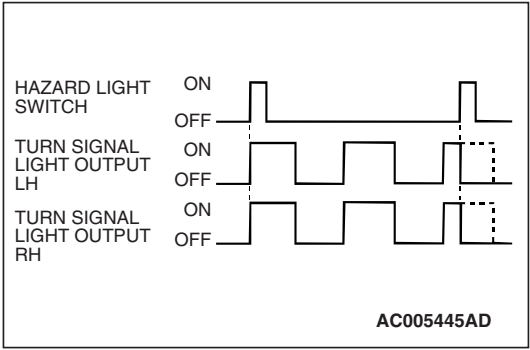 HAZARD LIGHT
SWITCH
ON
OFF
TURN SIGNAL
LIGHT OUTPUT
LH
ON
OFF
TURN SIGNAL
LIGHT OUTPUT
RH
ON
OFF
AC005445AD